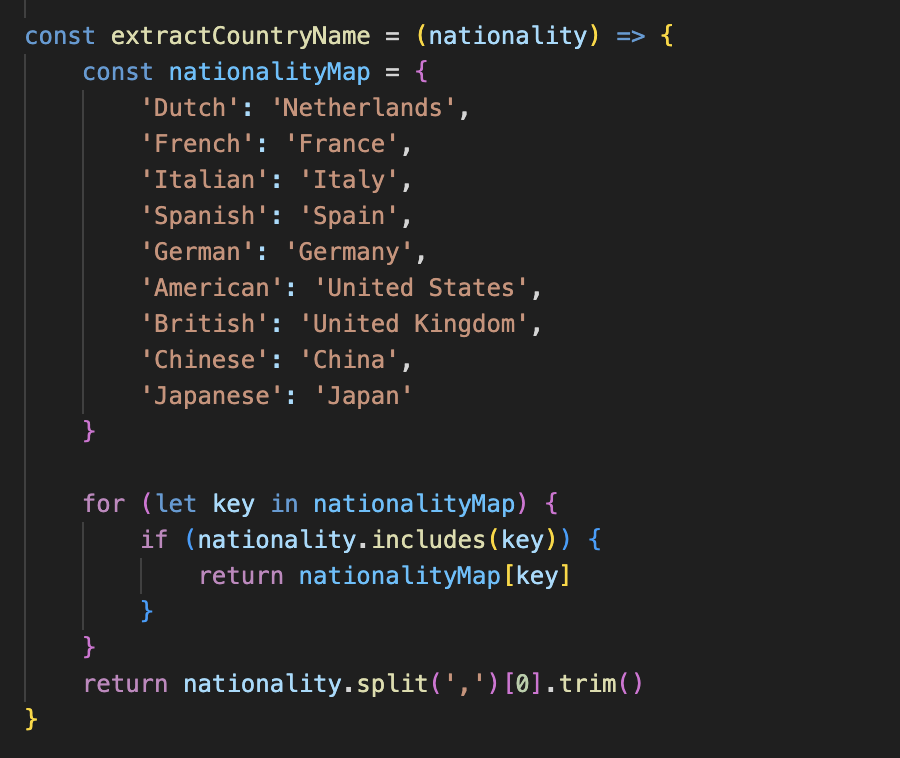 const extractCountryName = (nationality) => {
    const nationalityMap = {
        'Dutch': 'Netherlands',
        'French': 'France',
        'Italian': 'Italy',
        'Spanish': 'Spain',
        'German': 'Germany',
        'American': 'United States',
        'British': 'United Kingdom',
        'Chinese': 'China',
        'Japanese': 'Japan'
    }

    for (let key in nationalityMap) {
        if (nationality.includes(key)) {
            return nationalityMap[key]
        }
    }
    return nationality.split(',')[0].trim()
}